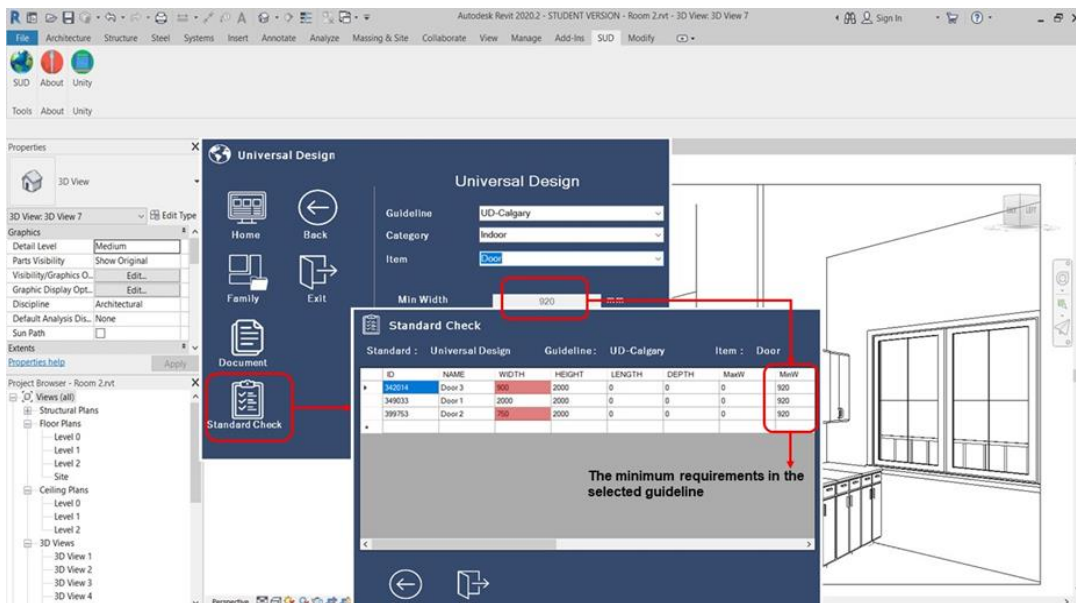 Autodesk Revit 2020.2 - STUDENT VERSION - Room 2.rvt - 3D View: 3D View 7
Sign In
File Architecture Structure Steel Systems Insert Annotate Analyze Massing & Site Collaborate View Manage Add-Ins SUD Modify
SUD About Unity
Tools About Unity
Properties
3D View
3D View: 3D View 7 Edit Type
Graphics
Detail Level Medium
Parts Visibility Show Original
Visibility/Graphics O... Edit...
Graphic Display Opt... Edit...
Discipline Architectural
Default Analysis Dis... None
Sun Path
Extents
Properties help Apply
Project Browser - Room 2.rvt
Views (all)
Structural Plans
Floor Plans
Level 0
Level 1
Level 2
Site
Ceiling Plans
Level 0
Level 1
Level 2
3D Views
3D View 1
3D View 2
3D View 3
3D View 4
Universal Design
Home Back
Family Exit
Document
Standard Check
Universal Design
Guideline UD-Calgary
Category Indoor
Item Door
Min Width 920 mm
Standard Check
Standard : Universal Design Guideline : UD-Calgary Item : Door
ID NAME WIDTH HEIGHT LENGTH DEPTH MaxW MinW
342014 Door 3 900 2000 0 0 0 920
349033 Door 1 2000 2000 0 0 0 920
399753 Door 2 750 2000 0 0 0 920
The minimum requirements in the
selected guideline
Perspective